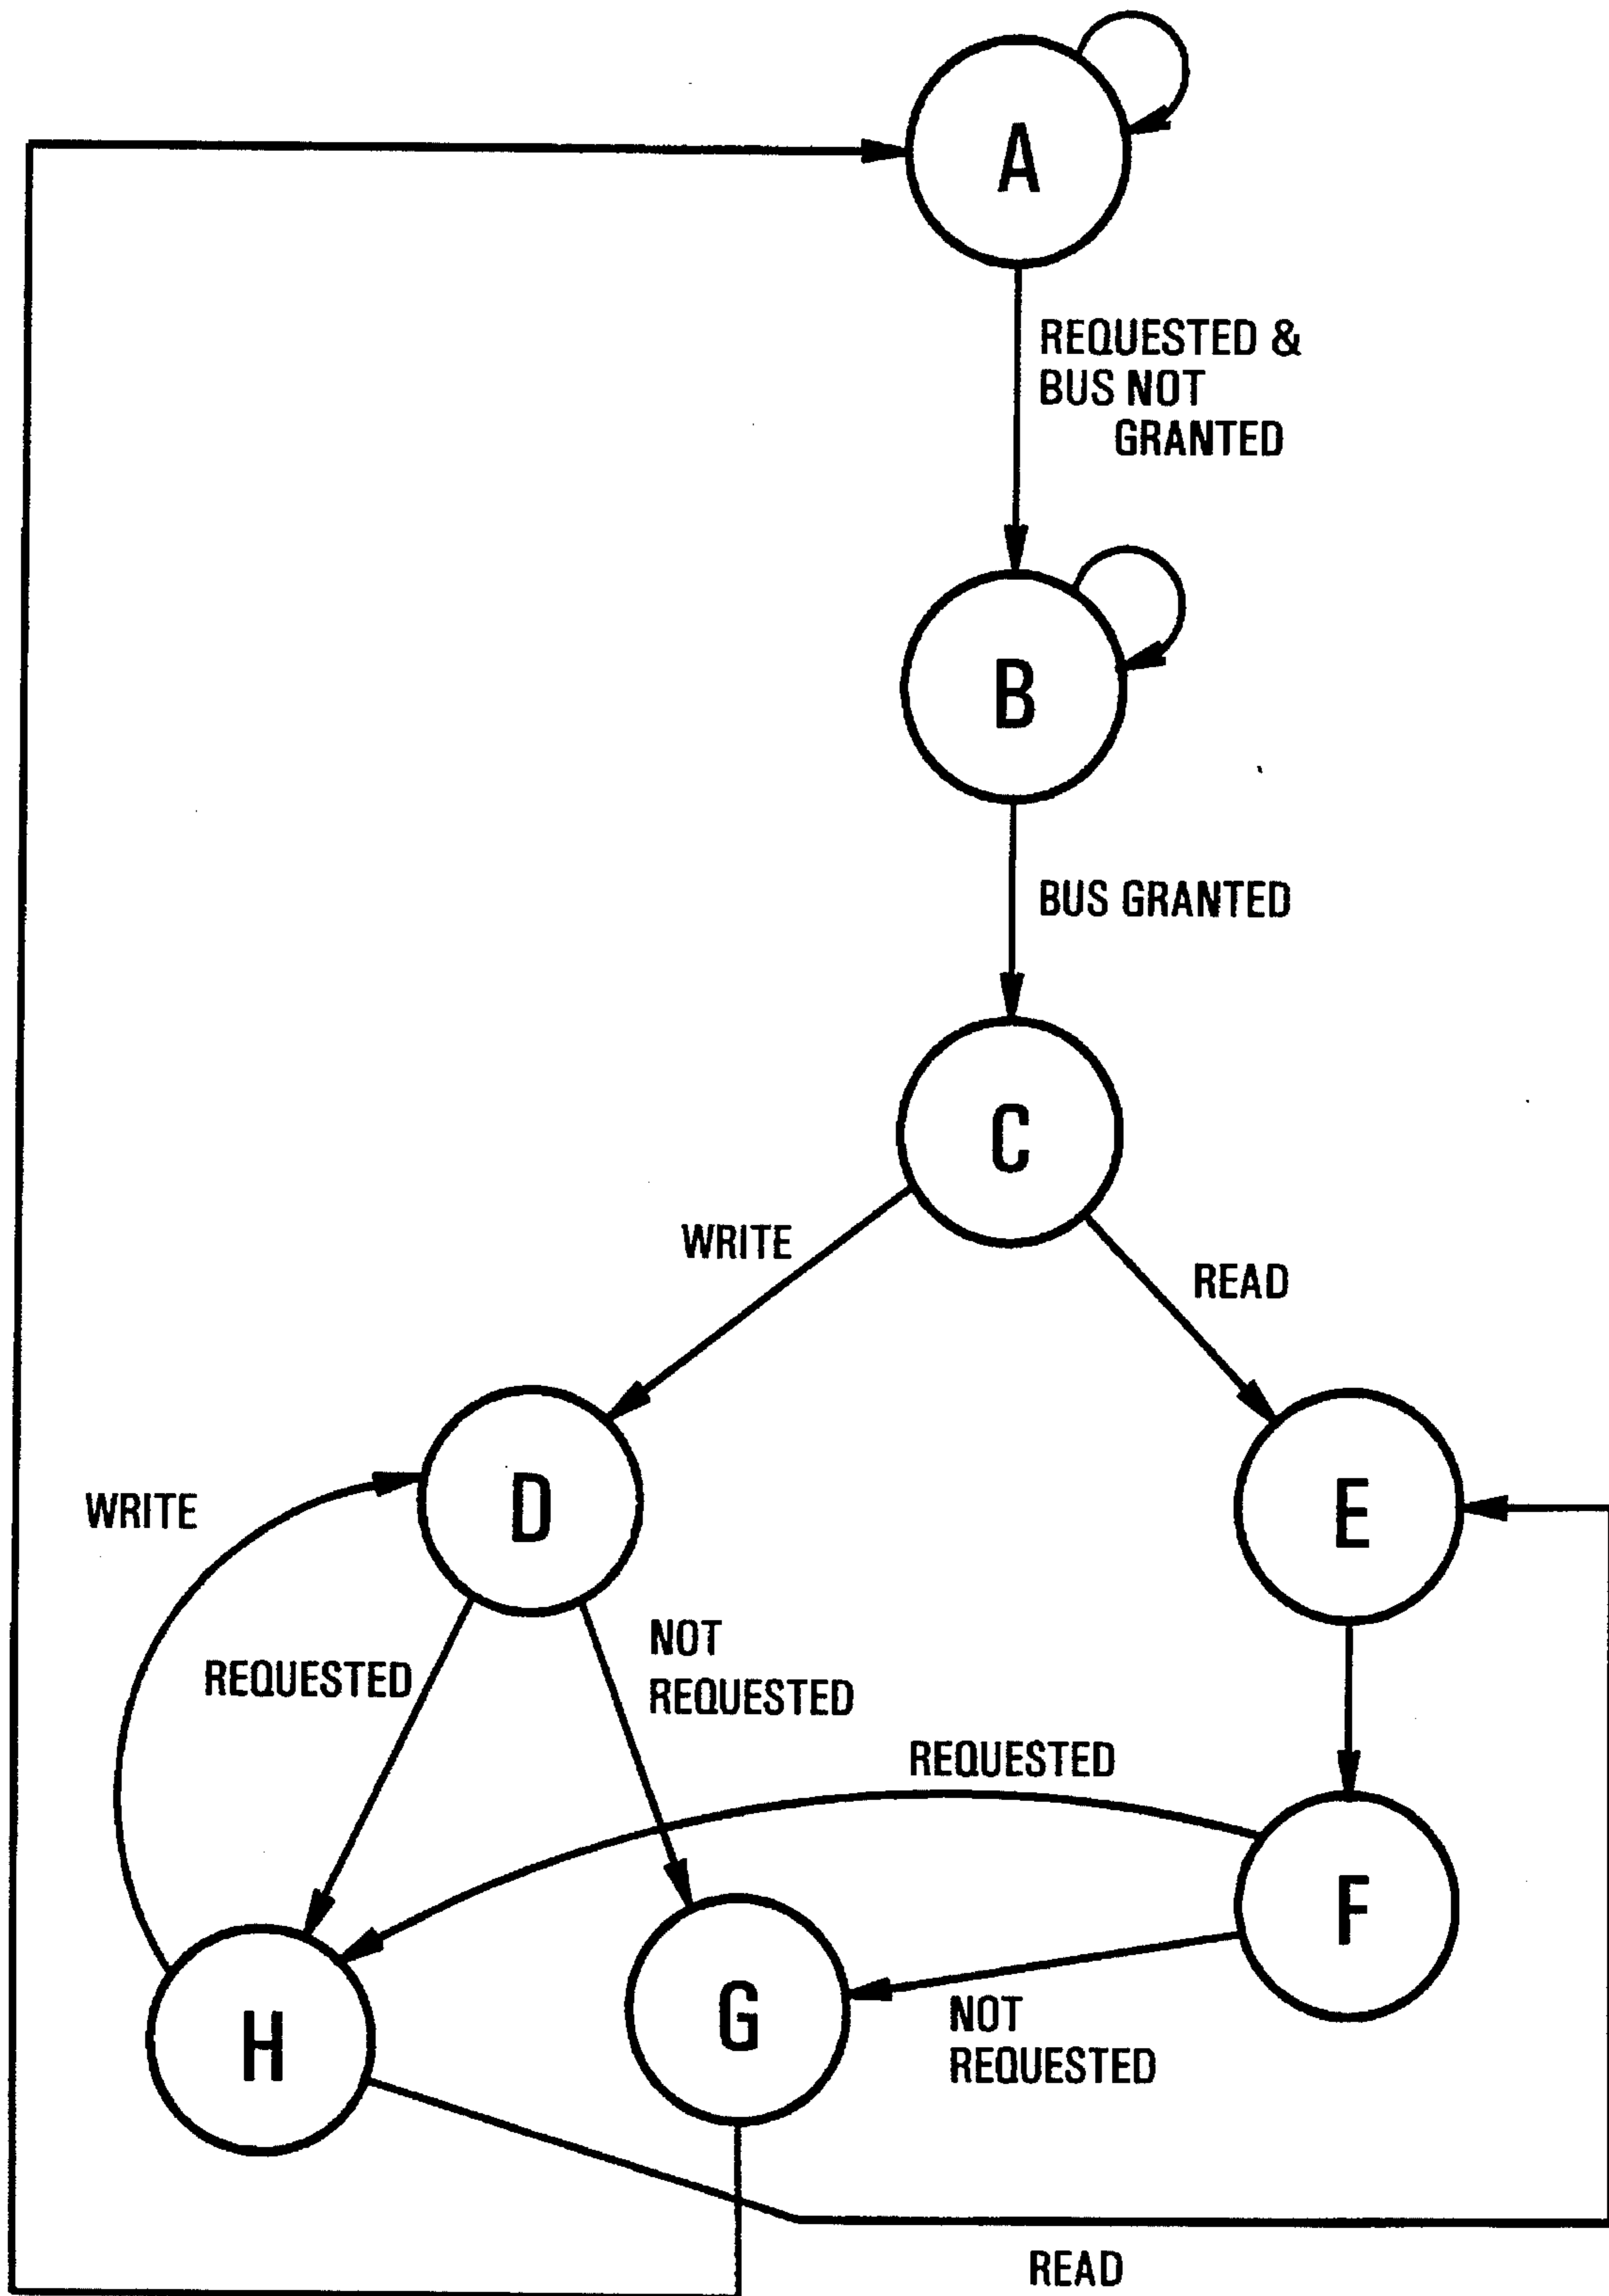 A
REQUESTED &
BUS NOT
GRANTED
B
BUS GRANTED
C
WRITE
READ
D
E
WRITE
NOT
REQUESTED
REQUESTED
REQUESTED
F
H
G
NOT
REQUESTED
READ